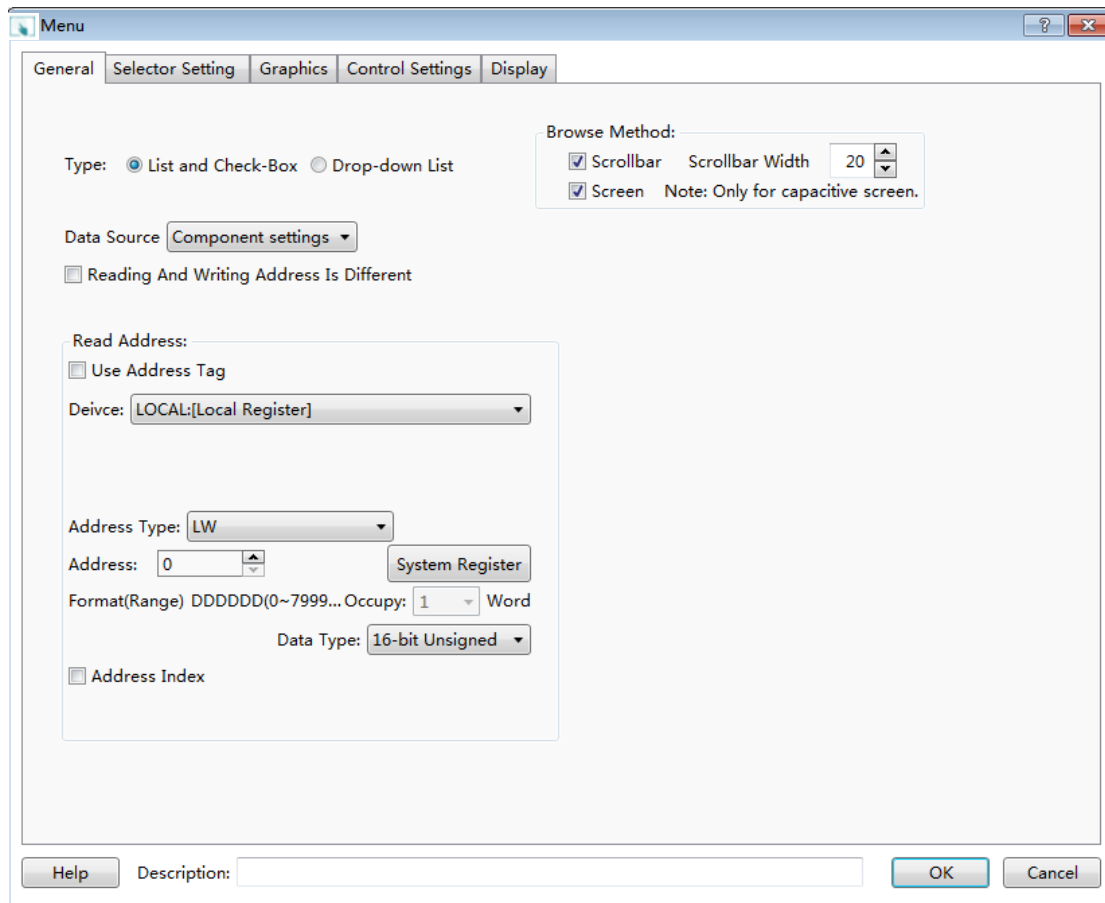 Menu
General Selector Setting Graphics Control Settings Display
Browse Method:
Type: List and Check-Box Drop-down List
Scrollbar Scrollbar Width 20
Screen Note: Only for capacitive screen.
Data Source Component settings
Reading And Writing Address Is Different
Read Address:
Use Address Tag
Deivce: LOCAL:[Local Register]
Address Type: LW
Address: 0 System Register
Format(Range) DDDDDD(0~7999... Occupy: 1 Word
Data Type: 16-bit Unsigned
Address Index
Help Description: OK Cancel